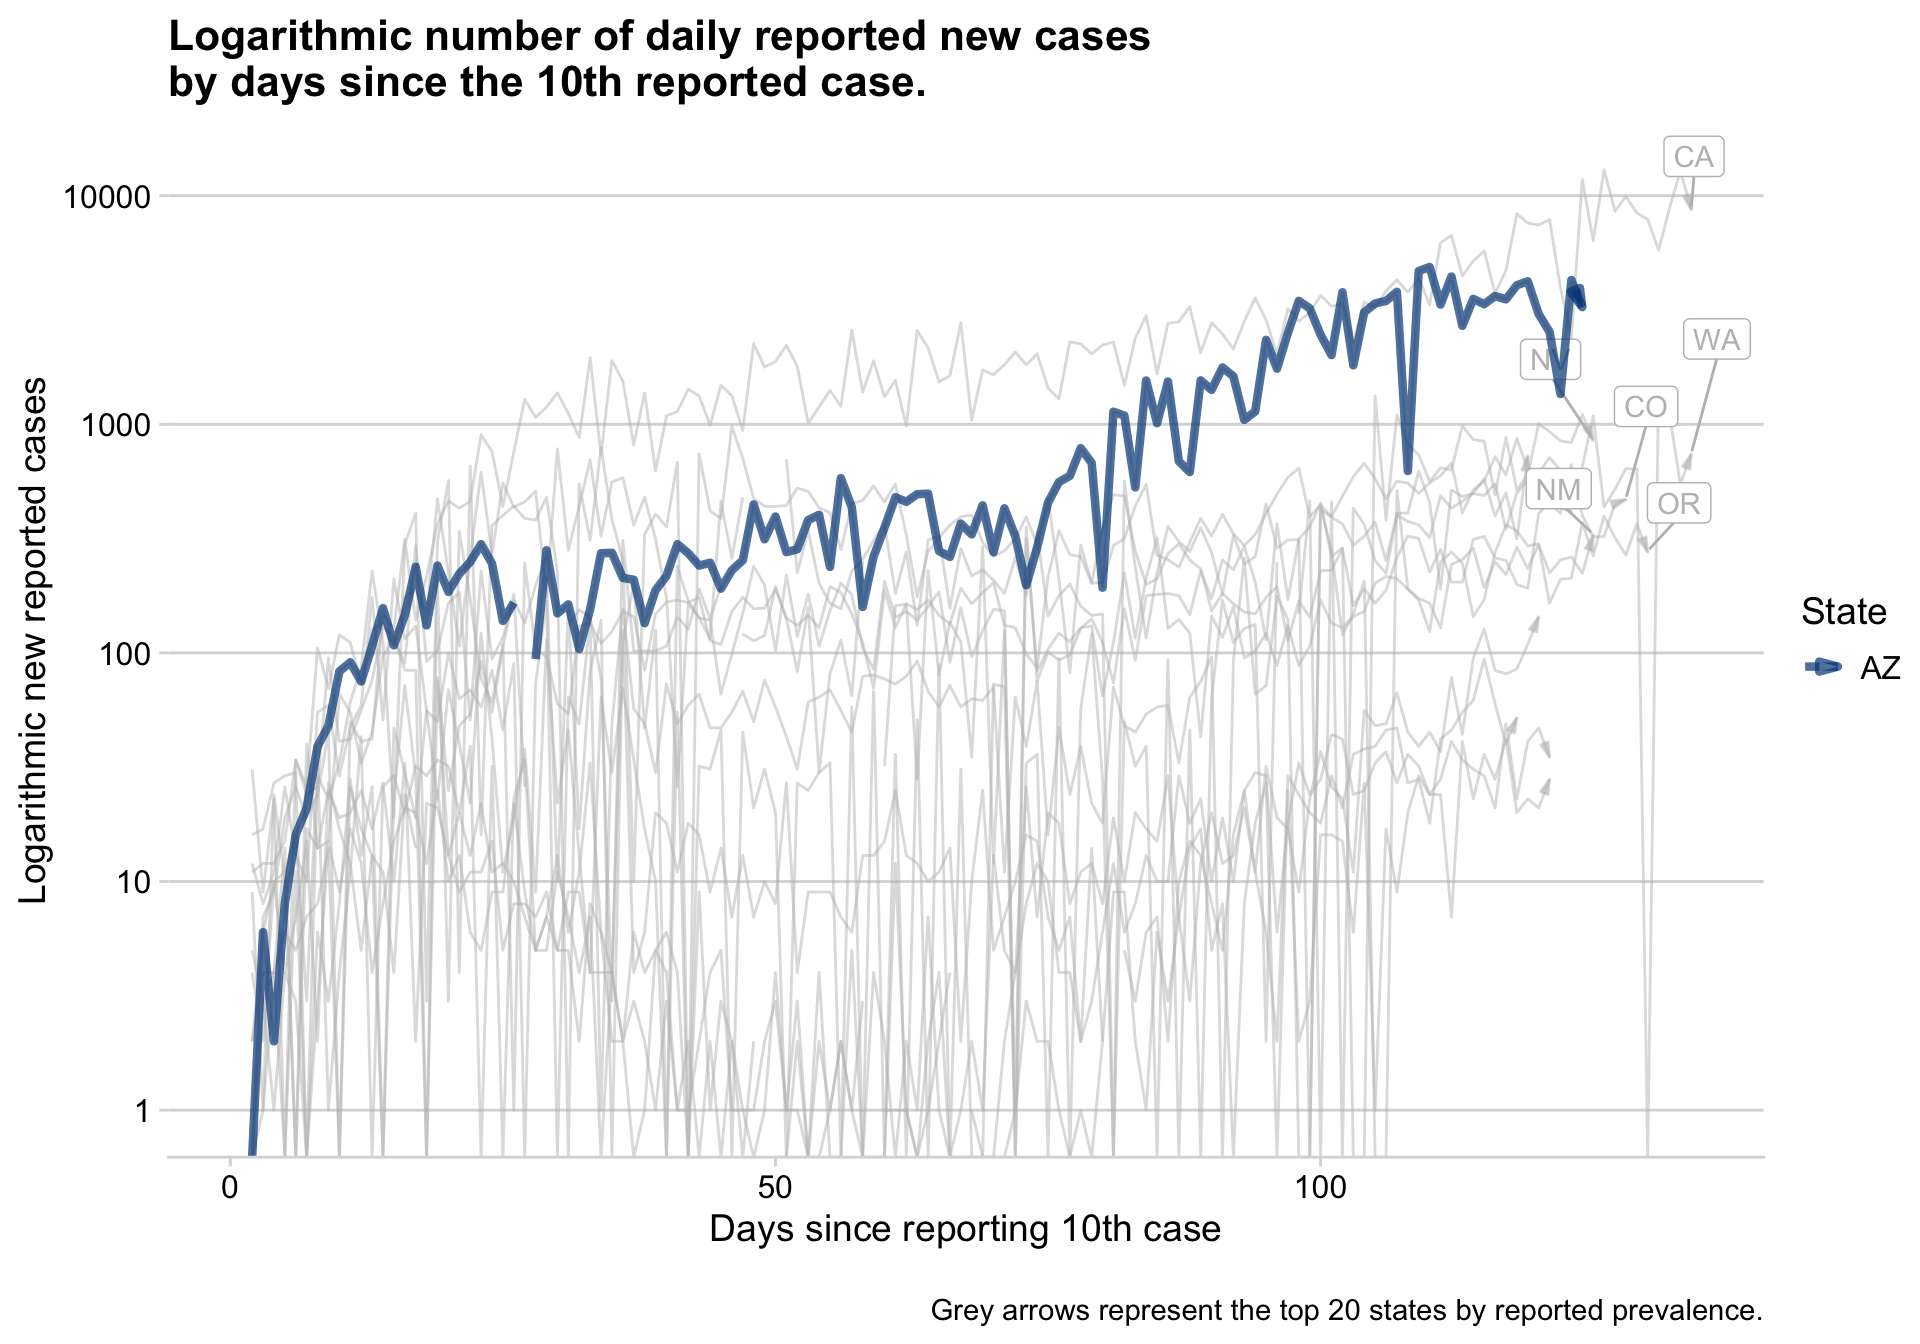 Logarithmic number of daily reported new cases
by days since the 10th reported case.
Logarithmic new reported cases
10000
1000
100
10
1
CA
WA
CO
NM
OR
State
AZ
0
50
100
Days since reporting 10th case
Grey arrows represent the top 20 states by reported prevalence.